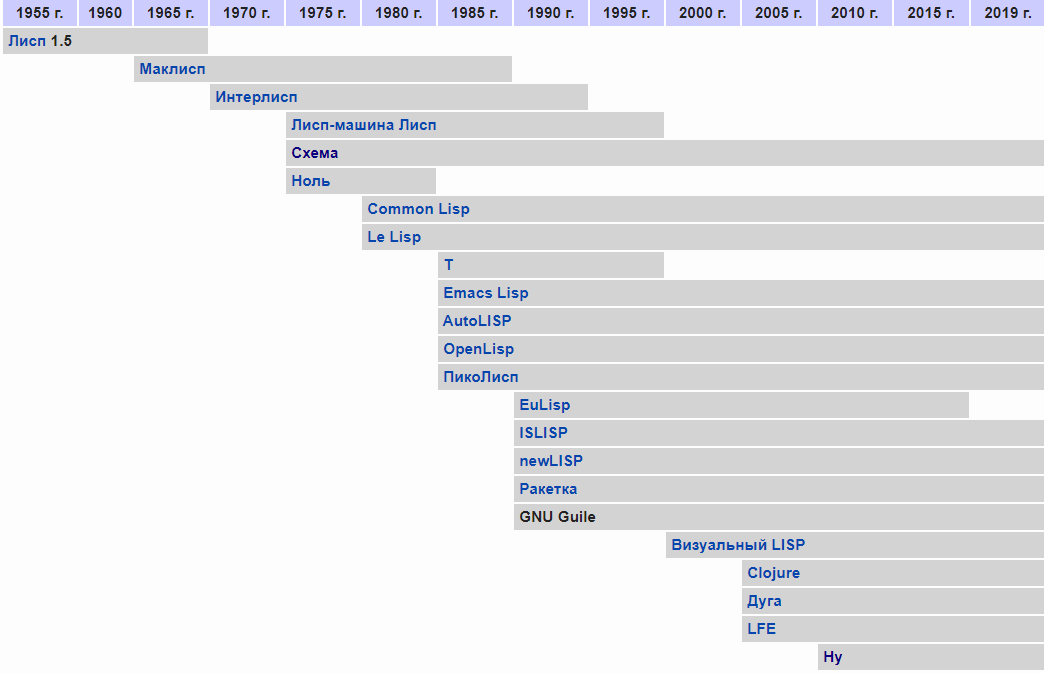 1955 г. 1960 1965 г. 1970 г. 1975 г. 1980 г. 1985 г. 1990 г. 1995 г. 2000 г. 2005 г. 2010 г. 2015 г. 2019 г.
Лисп 1.5
Маклисп
Интерлисп
Лисп-машина Лисп
Схема
Ноль
Common Lisp
Le Lisp
T
Emacs Lisp
AutoLISP
OpenLisp
ПикоЛисп
EuLisp
ISLISP
newLISP
Ракетка
GNU Guile
Визуальный LISP
Clojure
Дуга
LFE
Hy